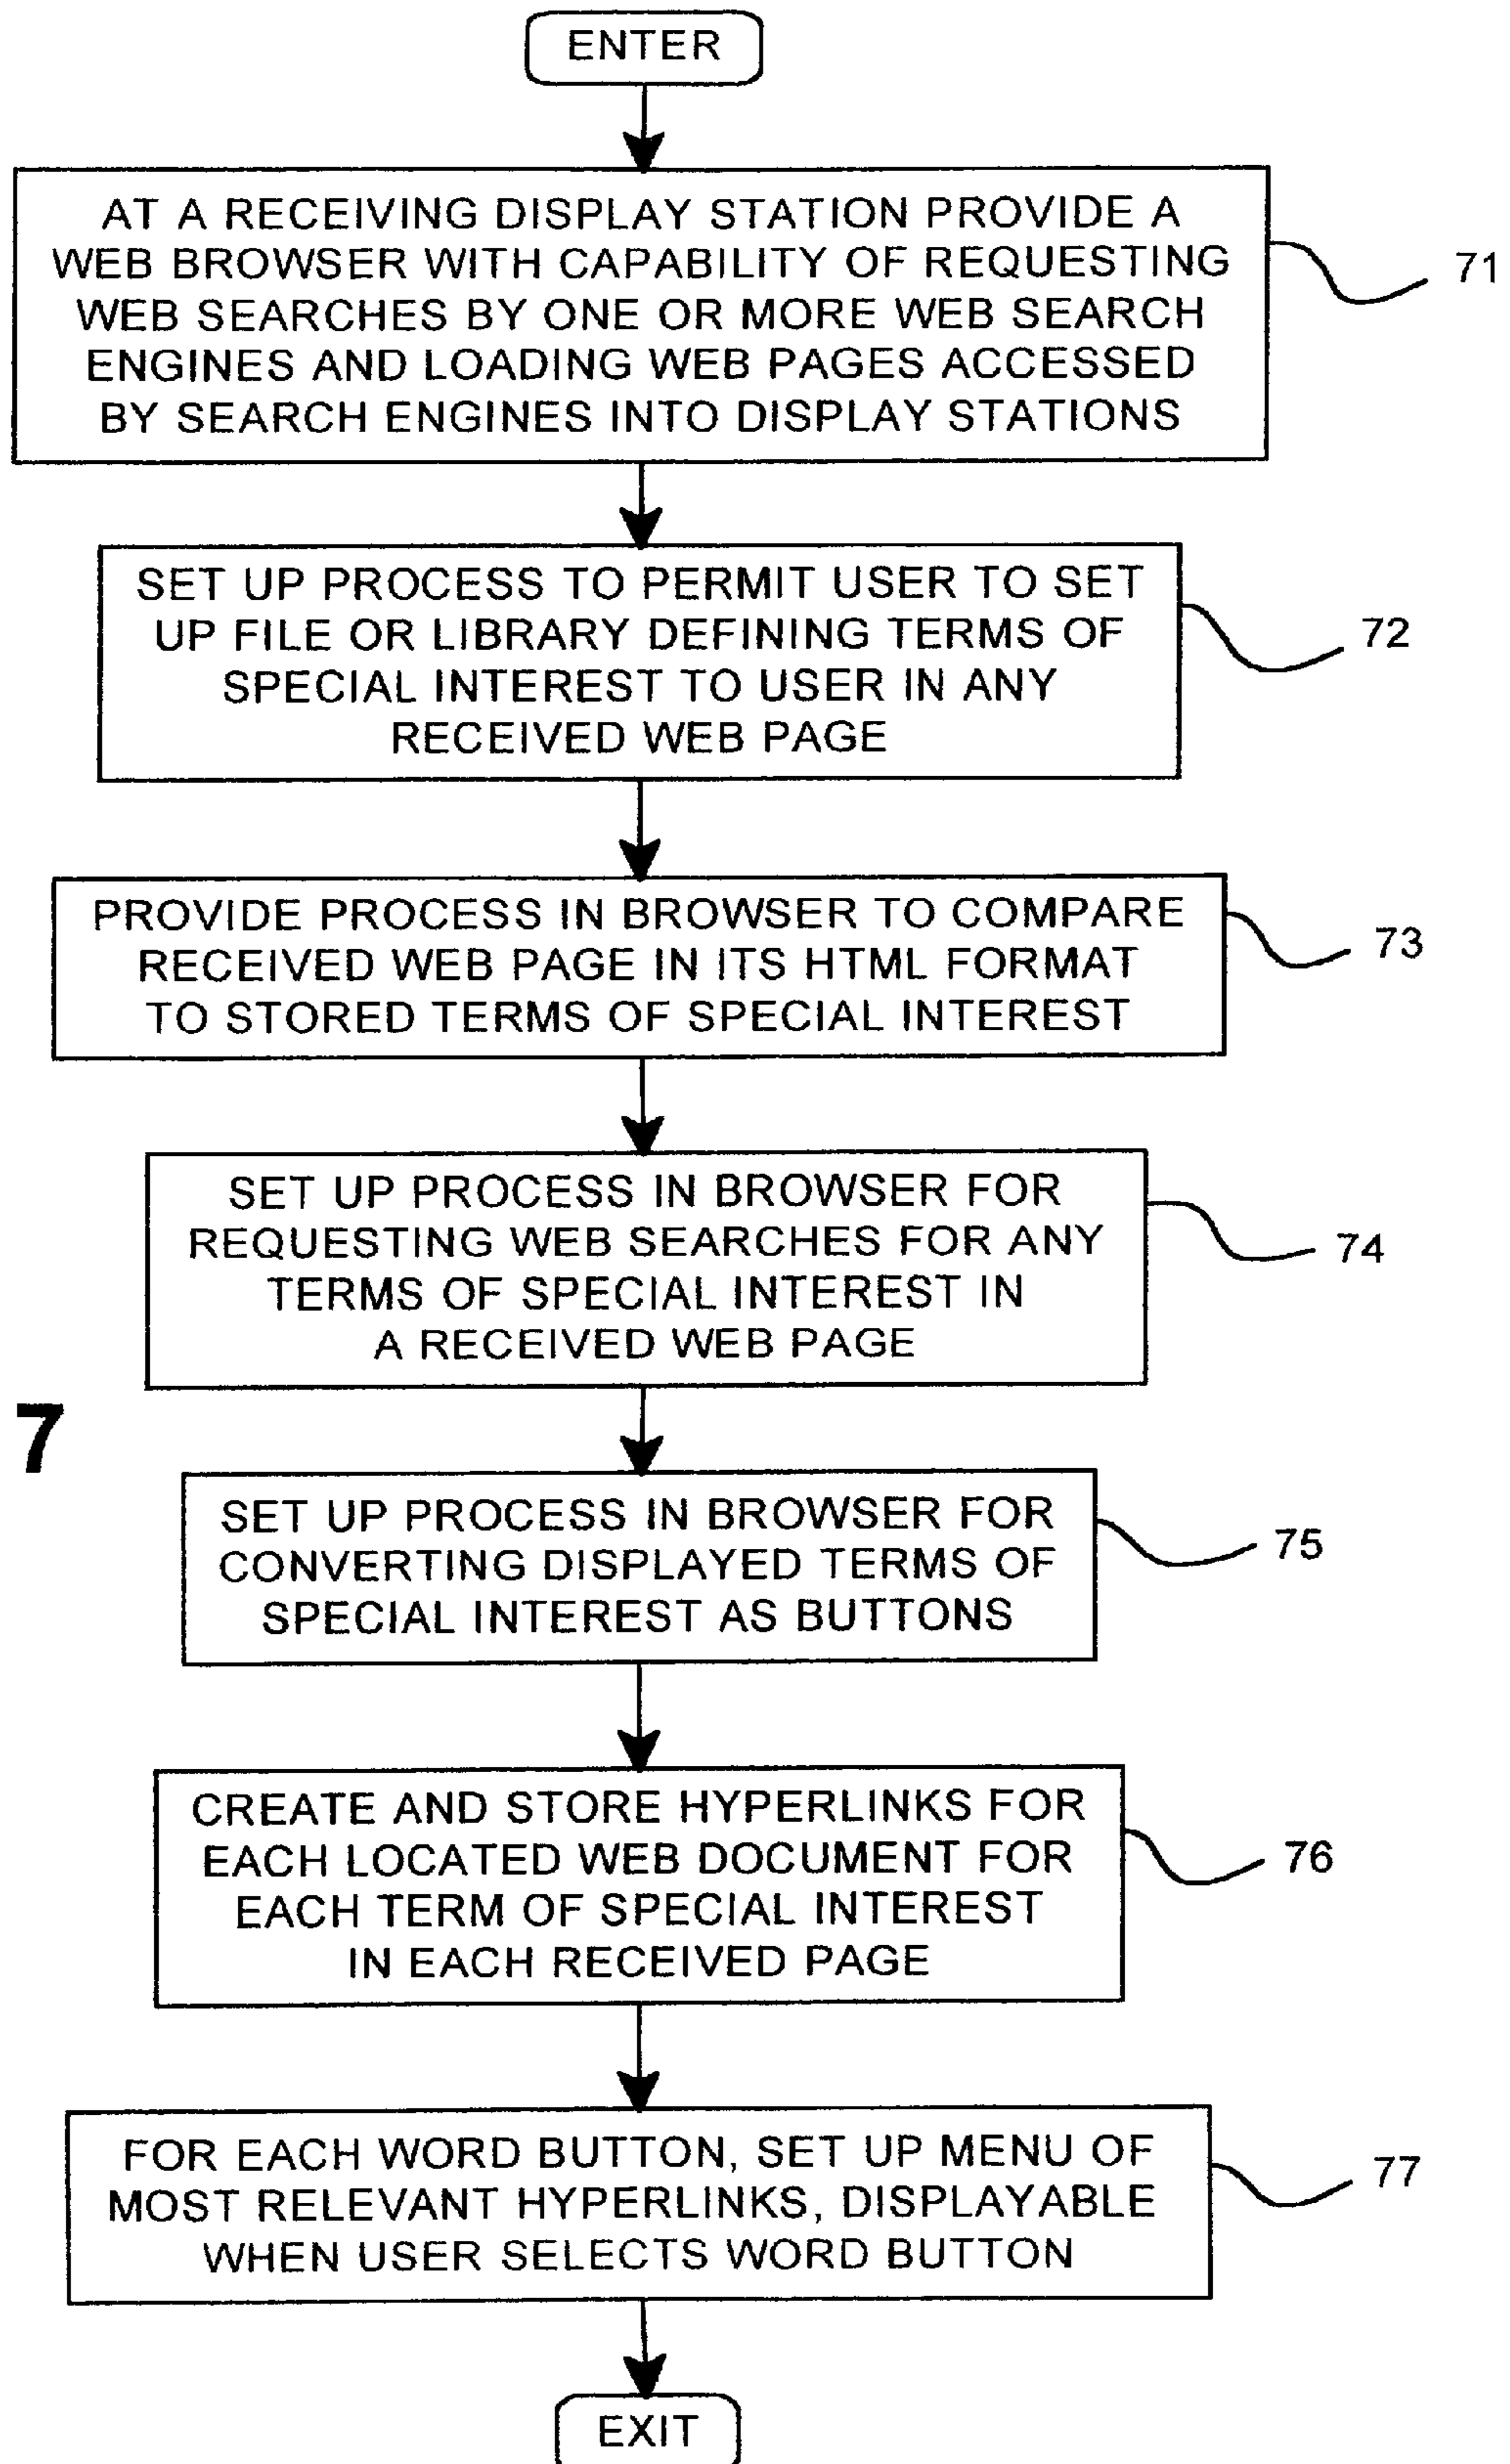 ENTER
AT A RECEIVING DISPLAY STATION PROVIDE A
WEB BROWSER WITH CAPABILITY OF REQUESTING
WEB SEARCHES BY ONE OR MORE WEB SEARCH
ENGINES AND LOADING WEB PAGES ACCESSED
BY SEARCH ENGINES INTO DISPLAY STATIONS
71
SET UP PROCESS TO PERMIT USER TO SET
UP FILE OR LIBRARY DEFINING TERMS OF
SPECIAL INTEREST TO USER IN ANY
RECEIVED WEB PAGE
72
PROVIDE PROCESS IN BROWSER TO COMPARE
RECEIVED WEB PAGE IN ITS HTML FORMAT
TO STORED TERMS OF SPECIAL INTEREST
73
SET UP PROCESS IN BROWSER FOR
REQUESTING WEB SEARCHES FOR ANY
TERMS OF SPECIAL INTEREST IN
A RECEIVED WEB PAGE
74
7
SET UP PROCESS IN BROWSER FOR
CONVERTING DISPLAYED TERMS OF
SPECIAL INTEREST AS BUTTONS
75
CREATE AND STORE HYPERLINKS FOR
EACH LOCATED WEB DOCUMENT FOR
EACH TERM OF SPECIAL INTEREST
IN EACH RECEIVED PAGE
76
FOR EACH WORD BUTTON, SET UP MENU OF
MOST RELEVANT HYPERLINKS, DISPLAYABLE
WHEN USER SELECTS WORD BUTTON
77
EXIT